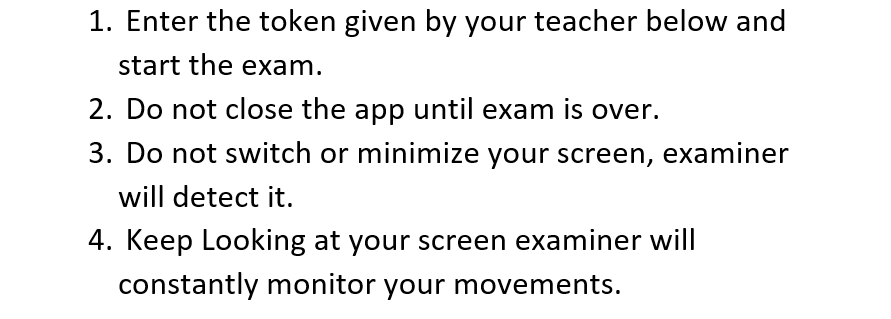 1. Enter the token given by your teacher below and
start the exam.
2. Do not close the app until exam is over.
3. Do not switch or minimize your screen, examiner
will detect it.
4. Keep Looking at your screen examiner will
constantly monitor your movements.